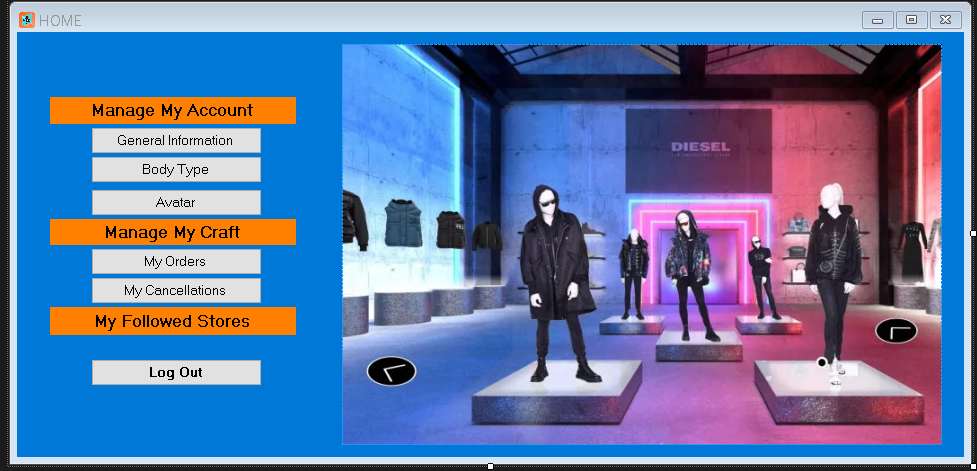 HOME
Manage My Account
General Information
Body Type
Avatar
Manage My Craft
My Orders
My Cancellations
My Followed Stores
Log Out
DIESEL